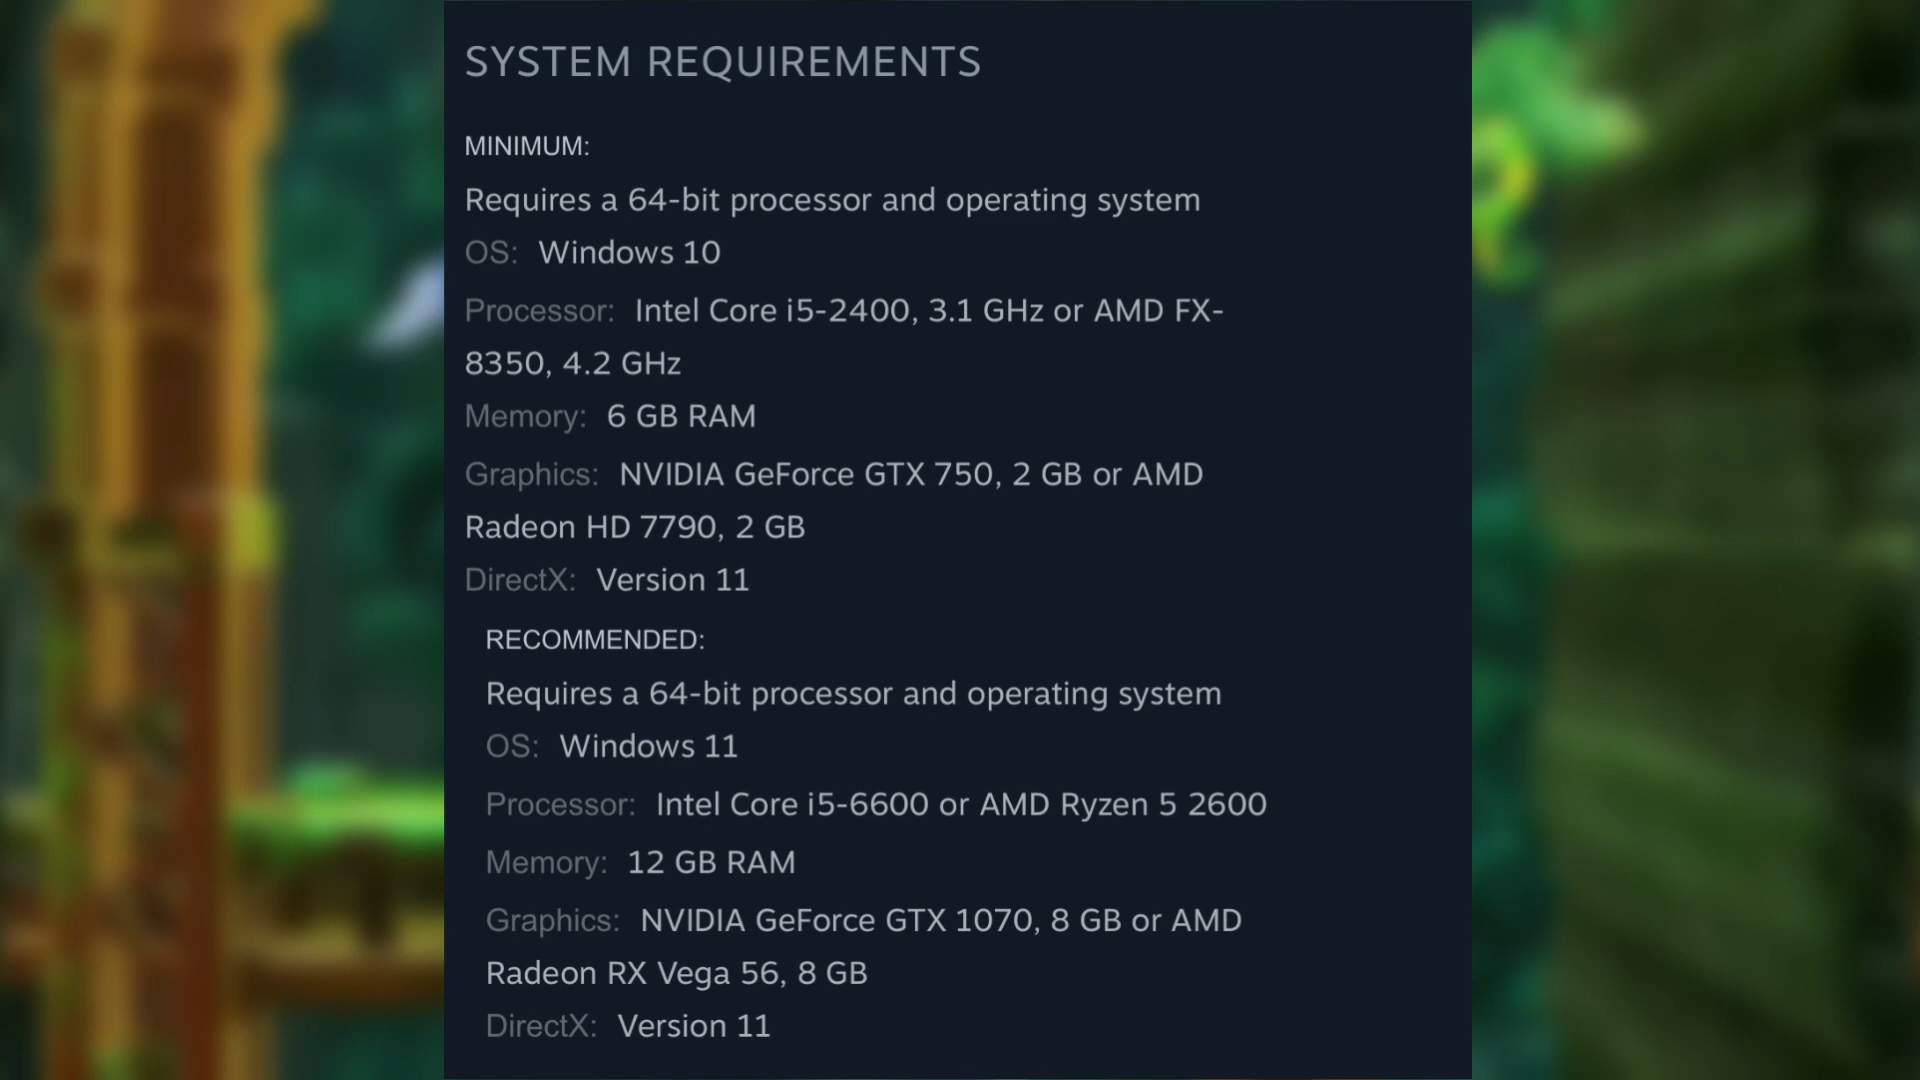 SYSTEM REQUIREMENTS
MINIMUM:
Requires a 64-bit processor and operating system
OS: Windows 10
Processor: Intel Core i5-2400, 3.1 GHz or AMD FX-
8350, 4.2 GHz
Memory: 6 GB RAM
Graphics: NVIDIA GeForce GTX 750, 2 GB or AMD
Radeon HD 7790, 2 GB
DirectX: Version 11
RECOMMENDED:
Requires a 64-bit processor and operating system
OS: Windows 11
Processor: Intel Core i5-6600 or AMD Ryzen 5 2600
Memory: 12 GB RAM
Graphics: NVIDIA GeForce GTX 1070, 8 GB or AMD
Radeon RX Vega 56, 8 GB
DirectX: Version 11